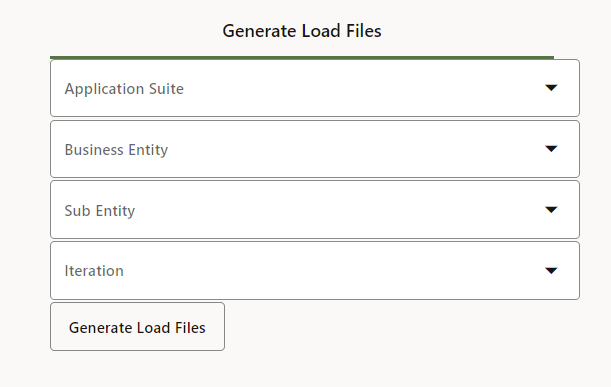 Generate Load Files
Application Suite
Business Entity
Sub Entity
Iteration
Generate Load Files